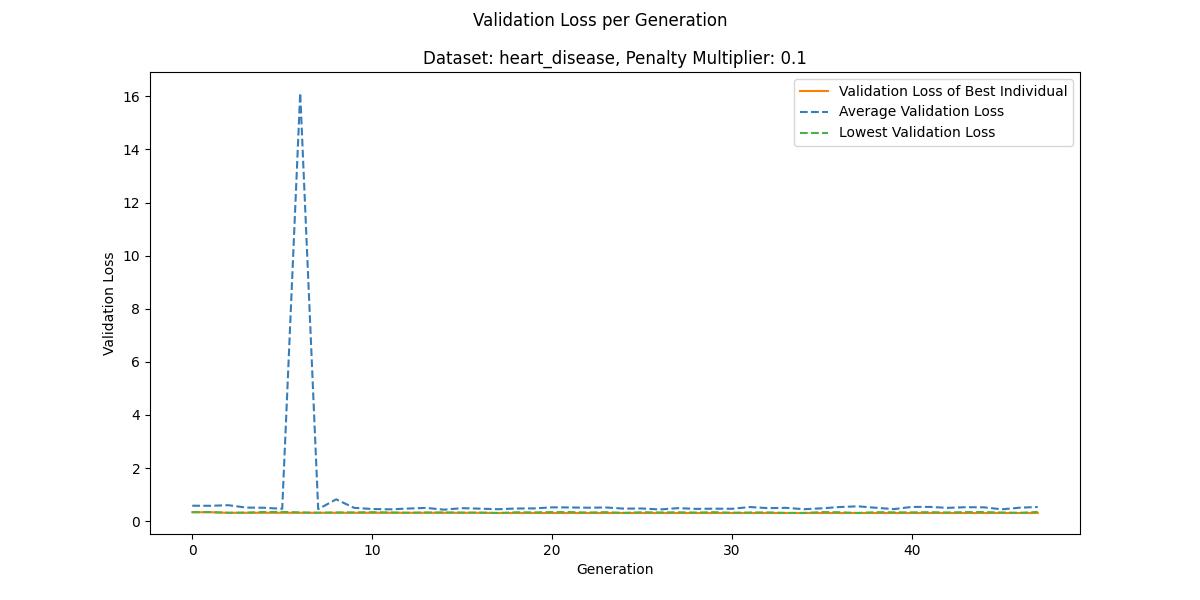 Validation Loss per Generation
Dataset: heart_disease, Penalty Multiplier: 0.1
Validation Loss of Best Individual
Average Validation Loss
Lowest Validation Loss
16
14
12
10
8
6
4
2
0
Validation Loss
0 10 20 30 40
Generation